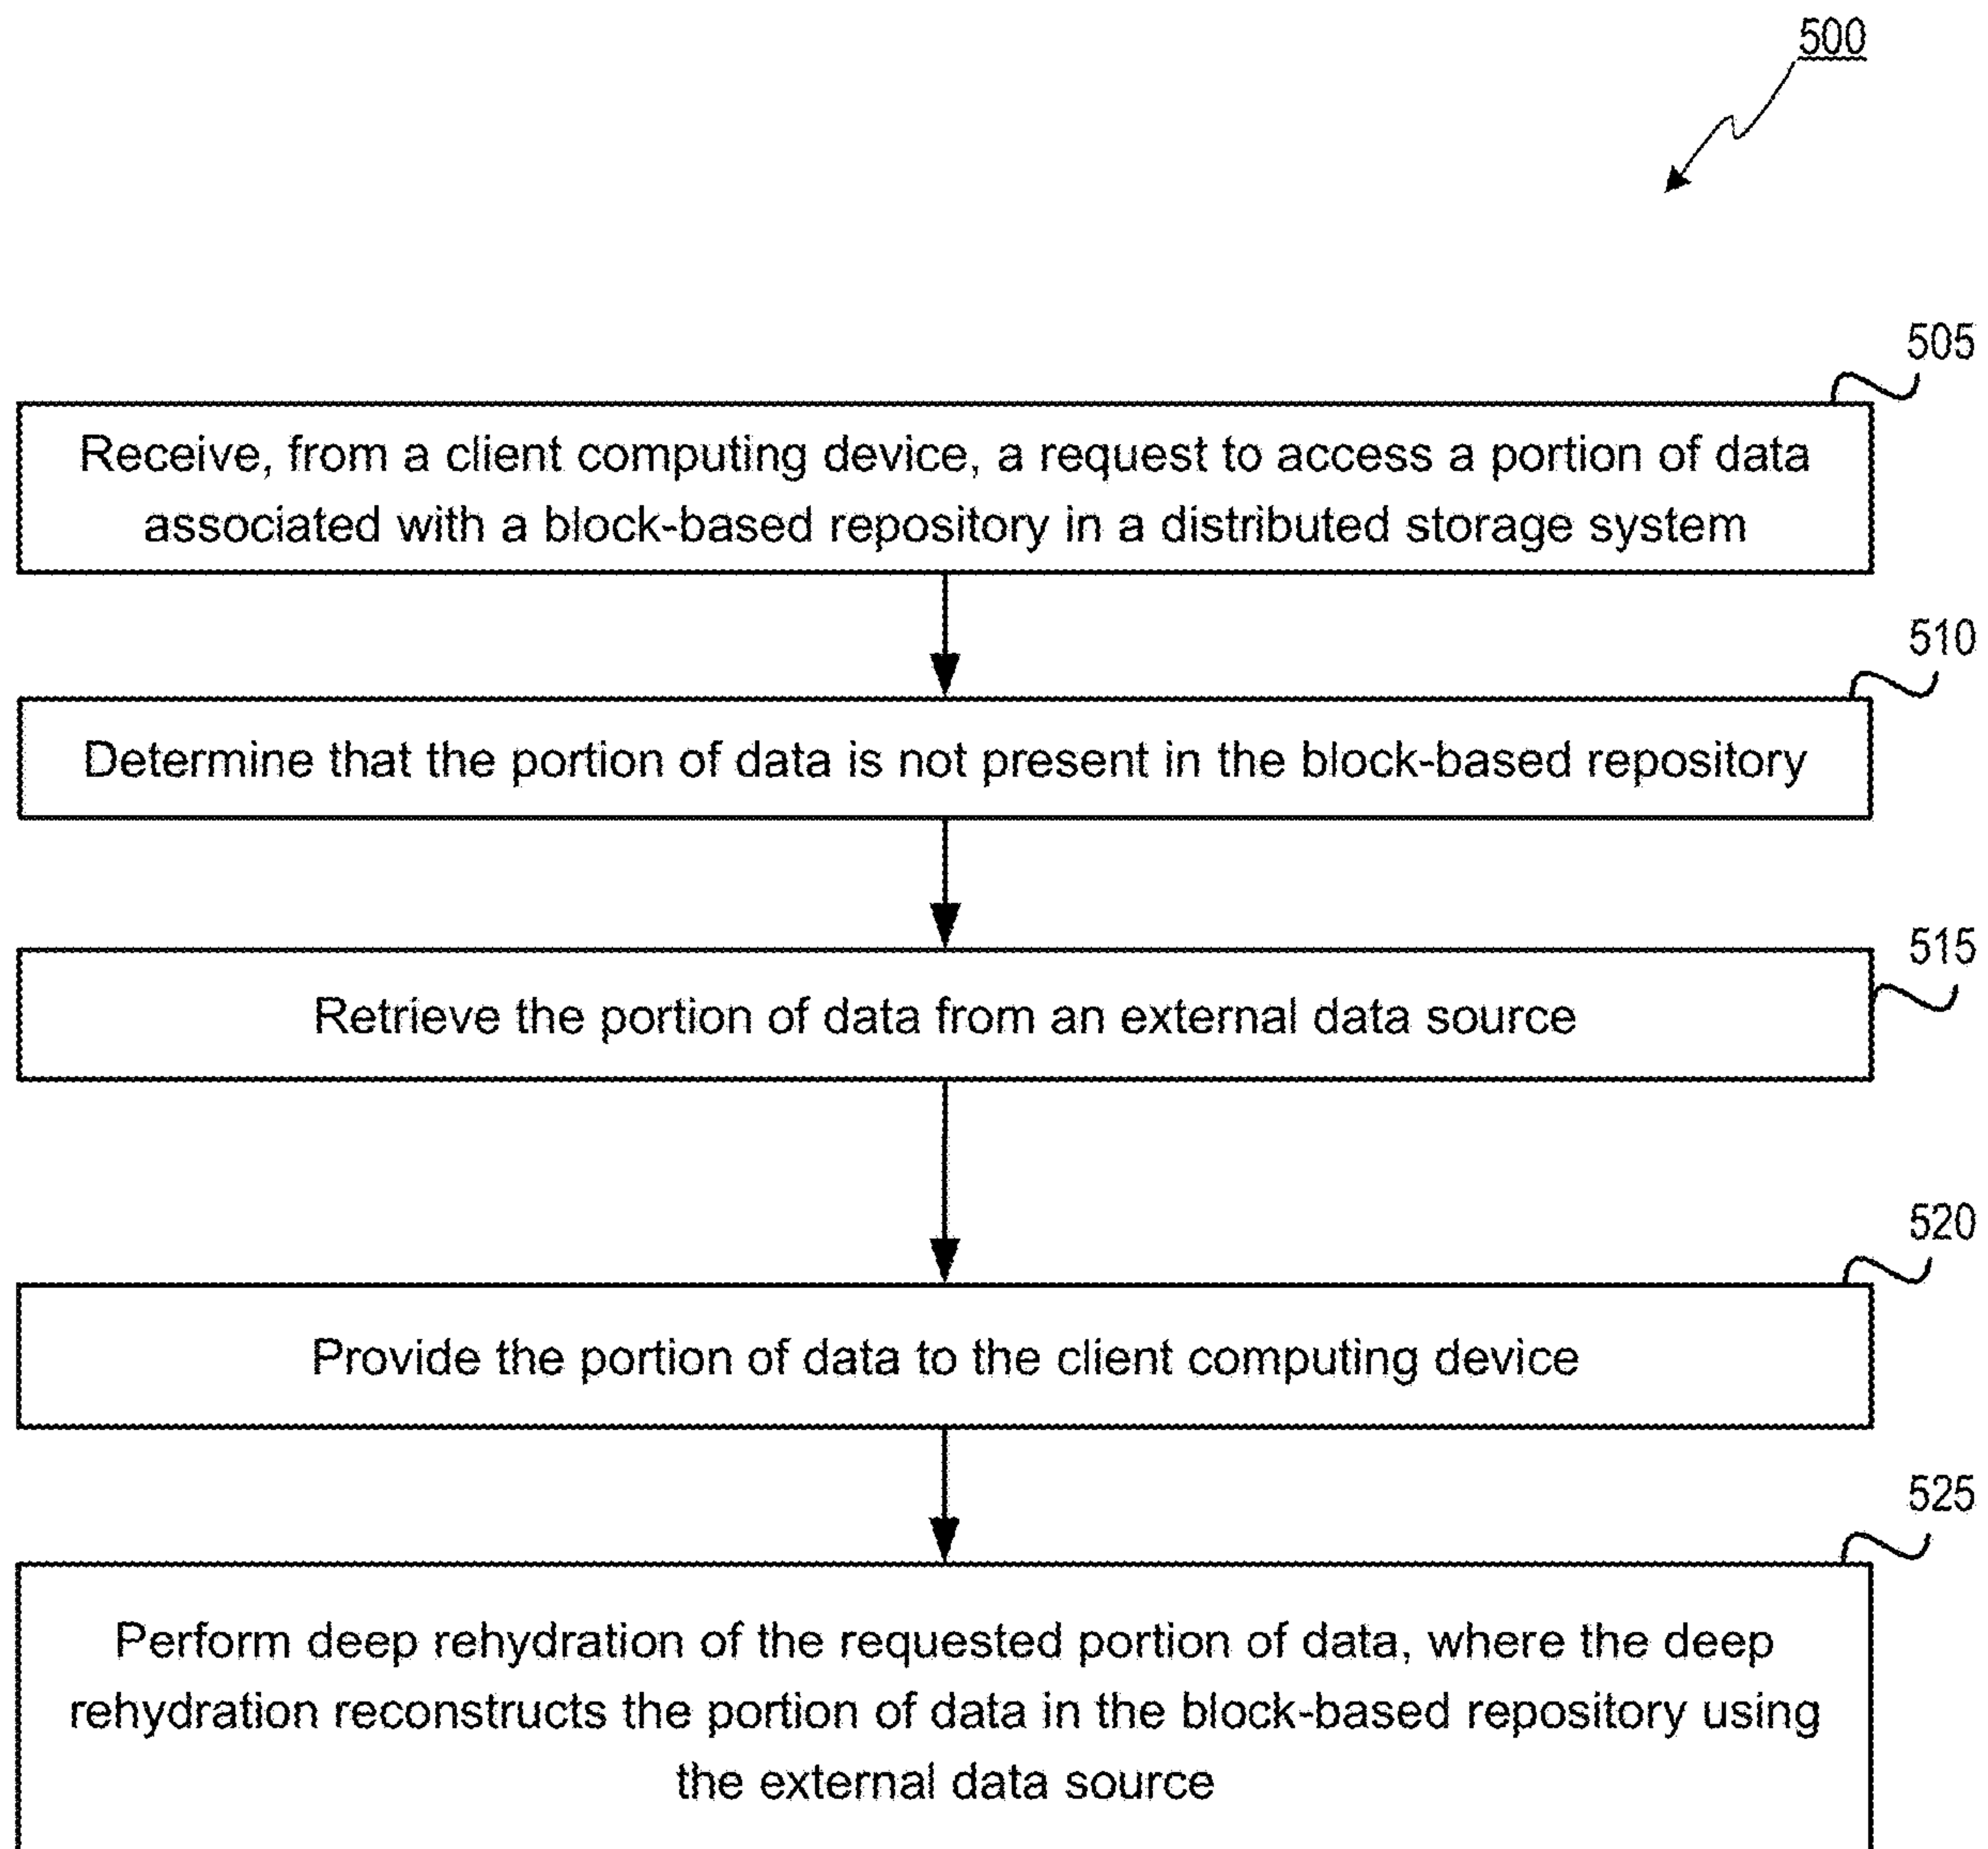 500
505
Receive, from a client computing device, a request to access a portion of data
associated with a block-based repository in a distributed storage system
510
Determine that the portion of data is not present in the block-based repository
515
Retrieve the portion of data from an external data source
520
Provide the portion of data to the client computing device
525
Perform deep rehydration of the requested portion of data, where the deep
rehydration reconstructs the portion of data in the block-based repository using
the external data source